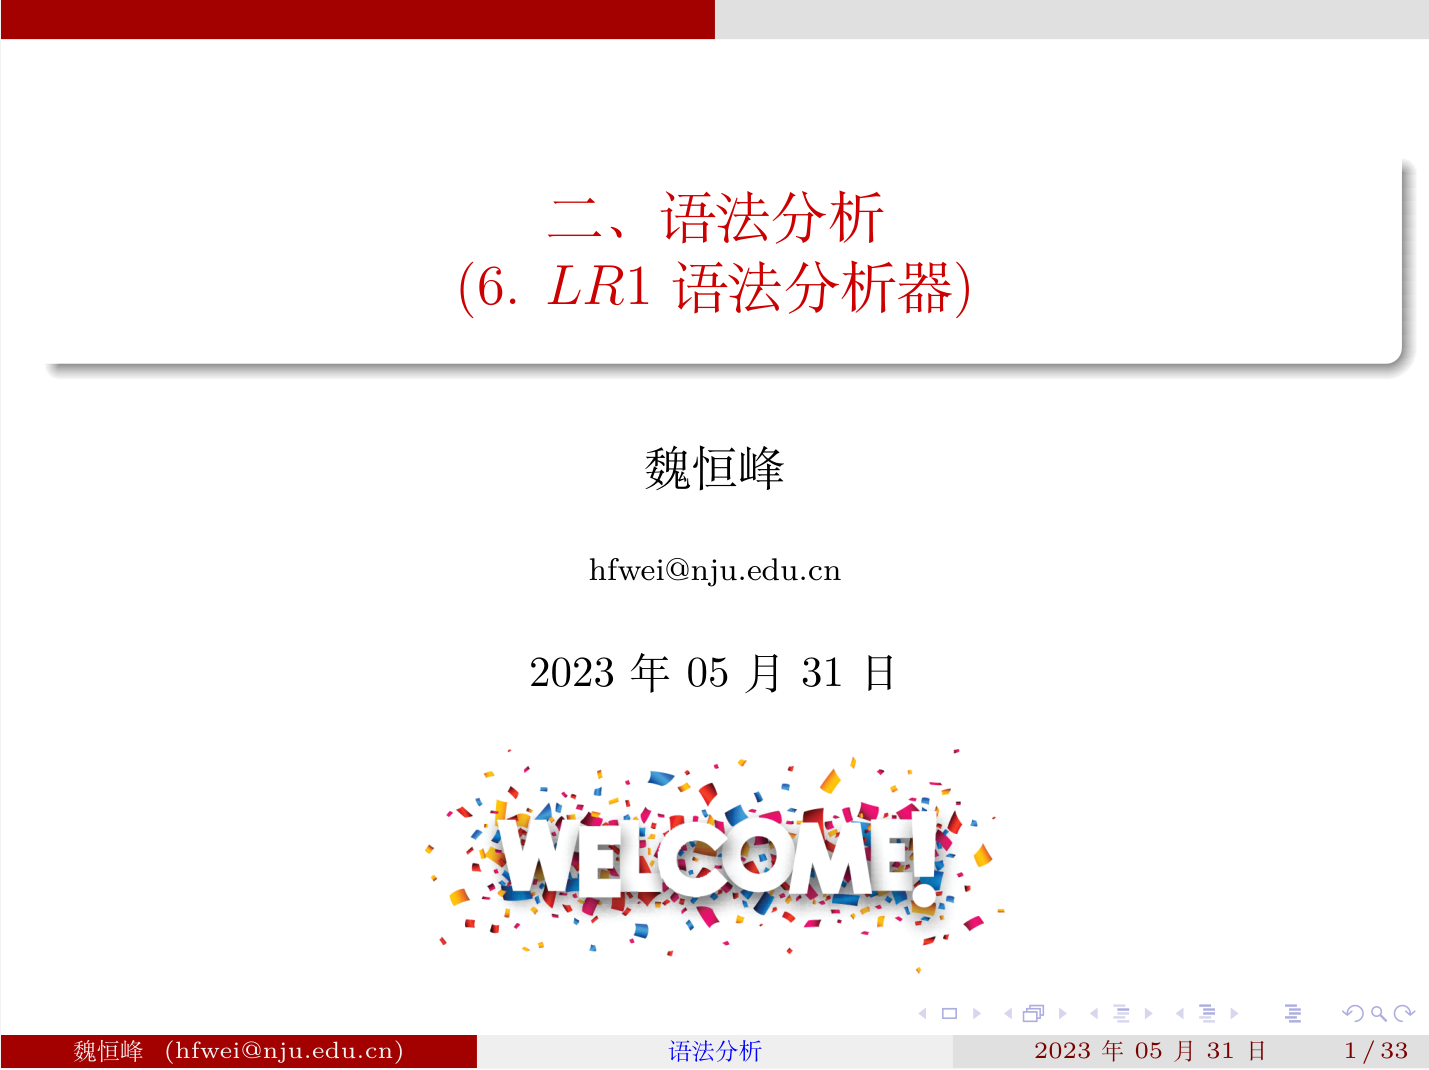 二、语法分析
(6. LR1 语法分析器)
魏恒峰
hfwei@nju.edu.cn
2023 年 05 月 31 日
WELCOME!
魏恒峰 (hfwei@nju.edu.cn)
语法分析
2023 年 05 月 31 日
1 / 33